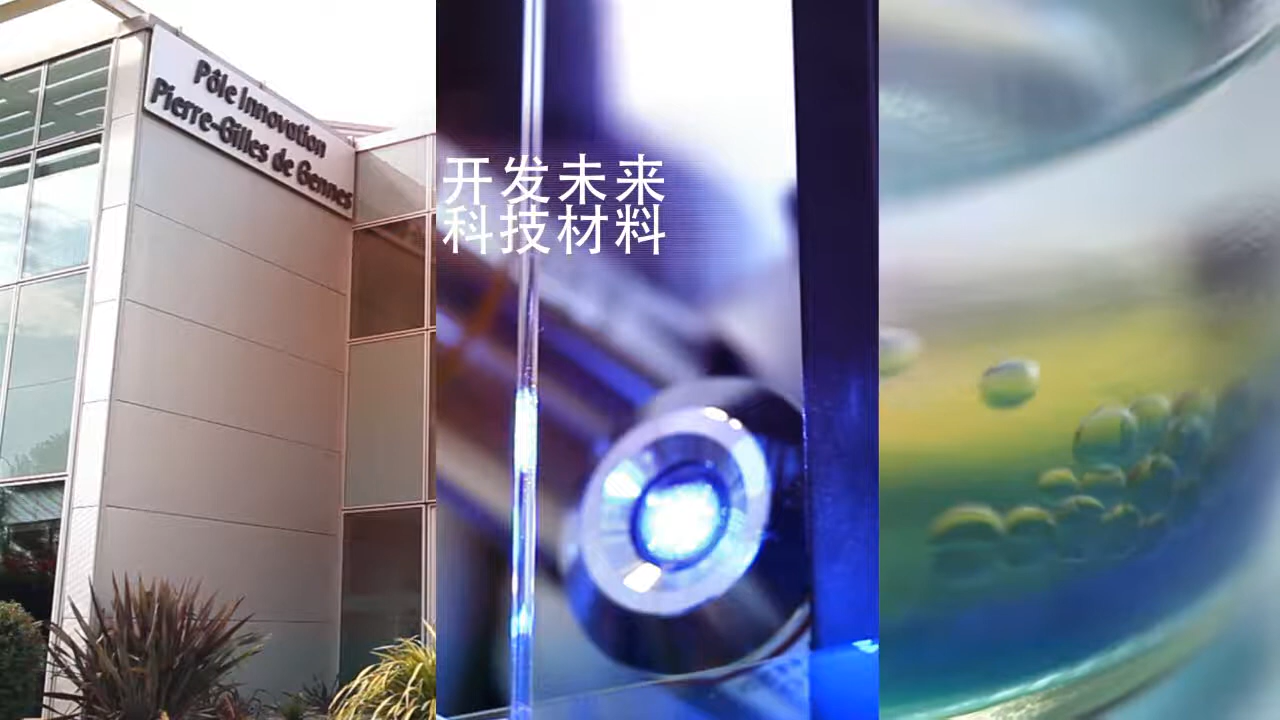 Pôle Innovation
Pierre-Gilles de Gennes
开发未来
科技材料